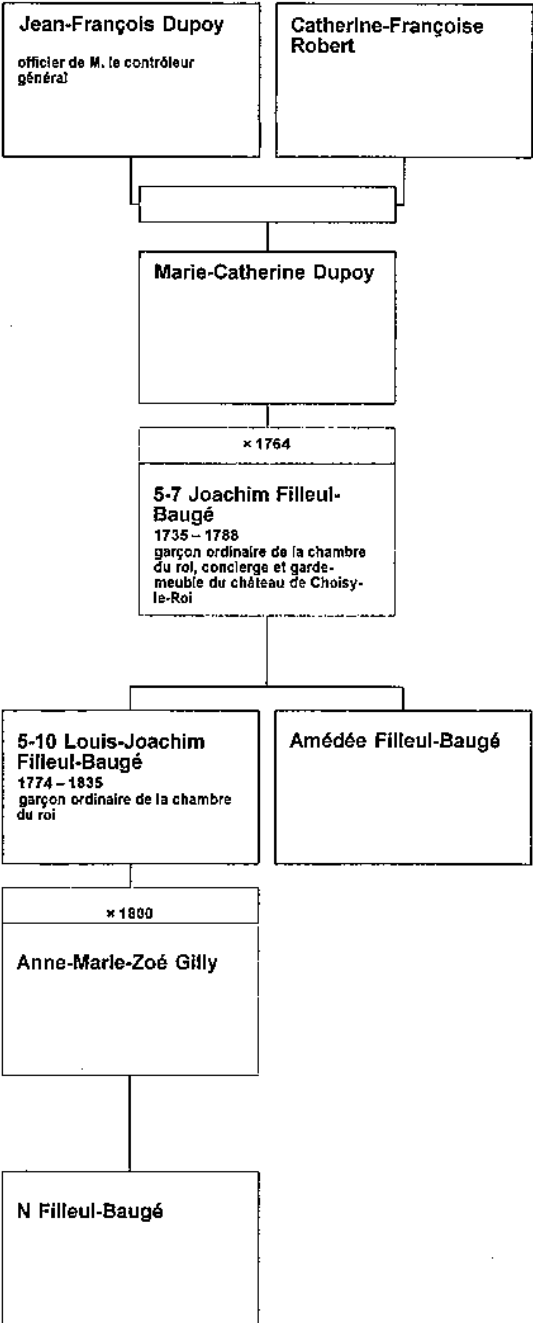 Jean-François Dupoy
officier de M. le contrôleur
général
Catherine-Françoise
Robert
Marie-Catherine Dupoy
× 1764
5-7 Joachim Filleul-
Baugé
1735 – 1788
garçon ordinaire de la chambre
du roi, concierge et garde-
meuble du château de Choisy-
le-Roi
5-10 Louis-Joachim
Filleul-Baugé
1774 – 1835
garçon ordinaire de la chambre
du roi
Amédée Filleul-Baugé
× 1800
Anne-Marie-Zoé Gilly
N Filleul-Baugé